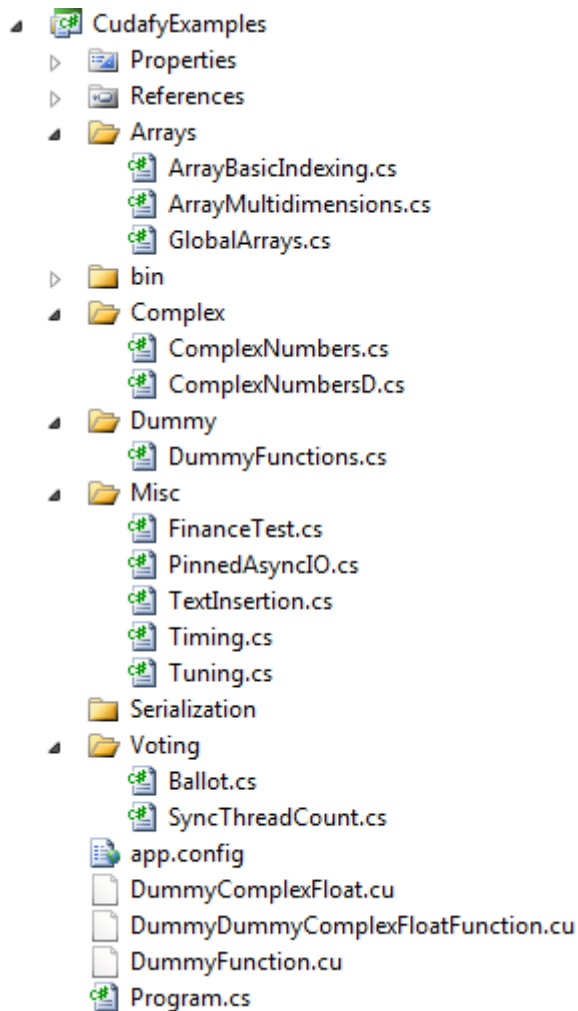 CudafyExamples
Properties
References
Arrays
ArrayBasicIndexing.cs
ArrayMultidimensions.cs
GlobalArrays.cs
bin
Complex
ComplexNumbers.cs
ComplexNumbersD.cs
Dummy
DummyFunctions.cs
Misc
FinanceTest.cs
PinnedAsyncIO.cs
TextInsertion.cs
Timing.cs
Tuning.cs
Serialization
Voting
Ballot.cs
SyncThreadCount.cs
app.config
DummyComplexFloat.cu
DummyDummyComplexFloatFunction.cu
DummyFunction.cu
Program.cs